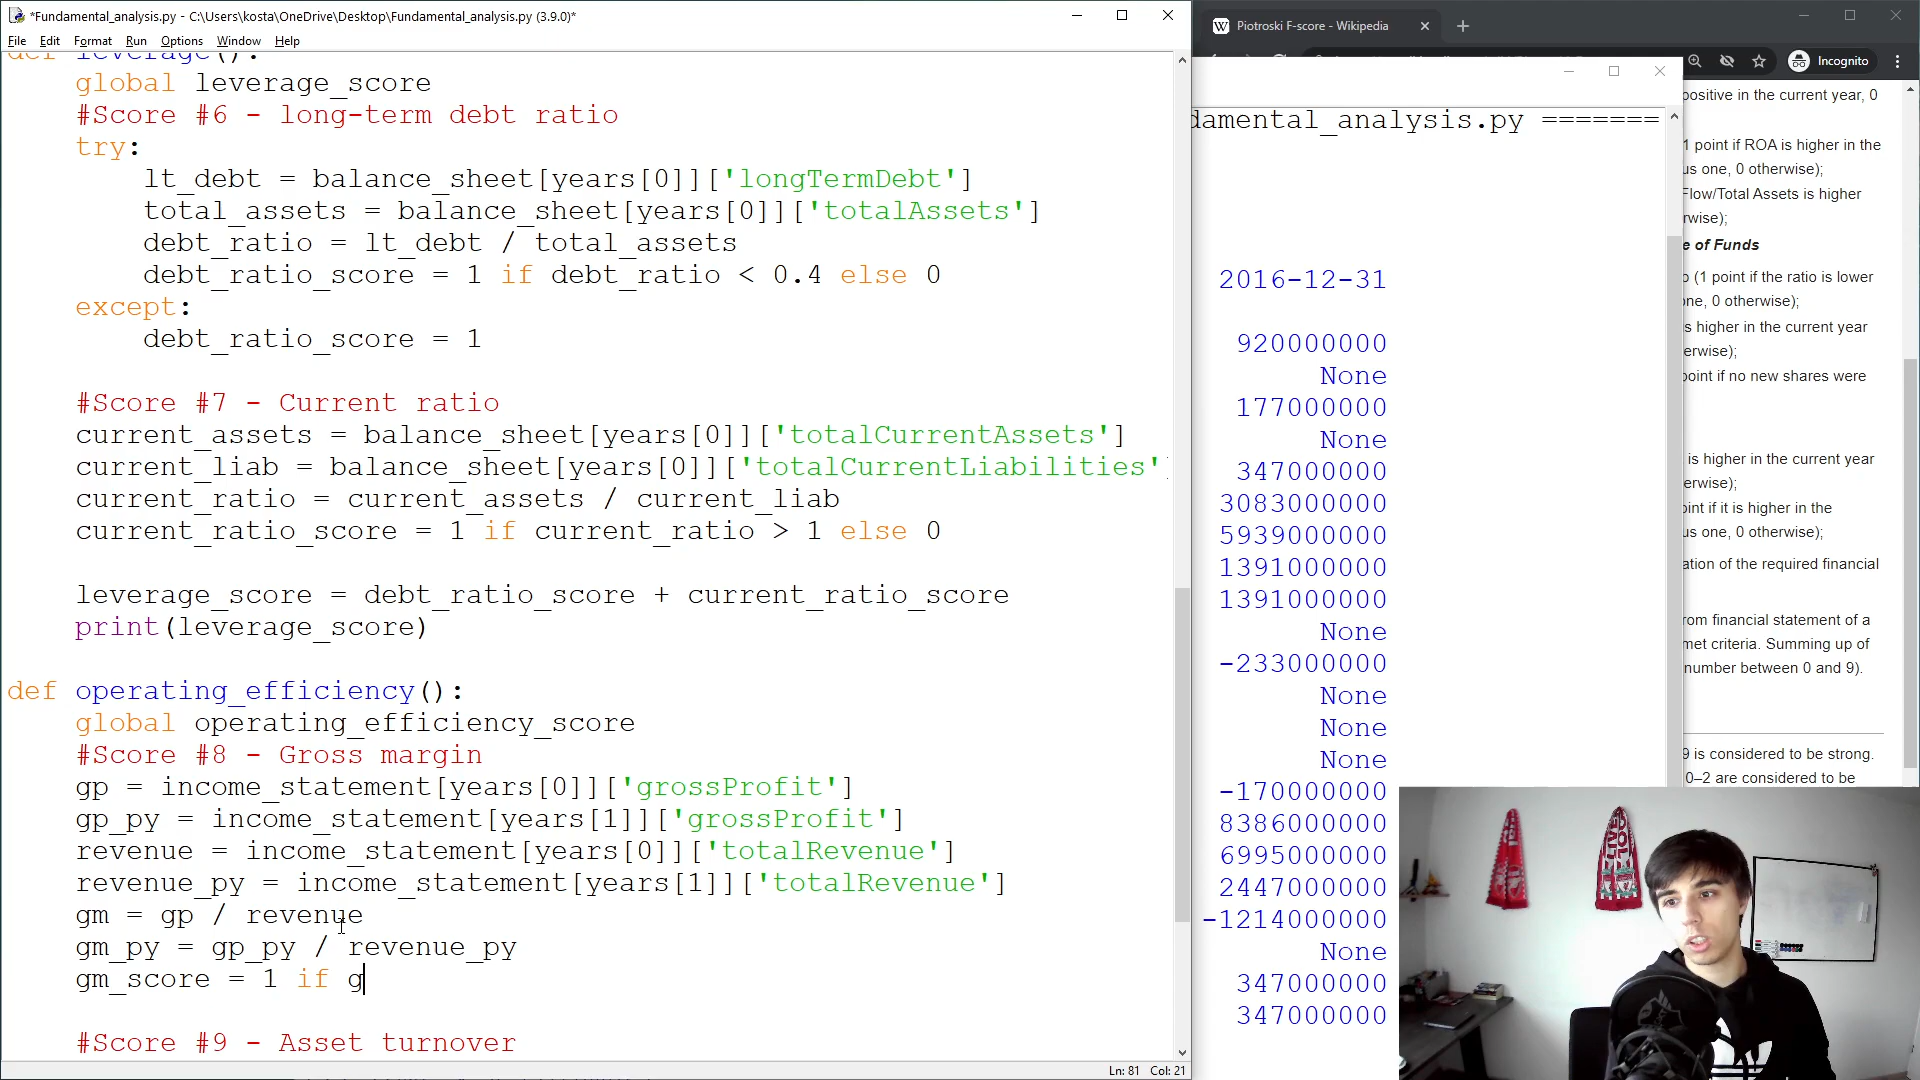 *Fundamental_analysis.py - C:\Users\kosta\OneDrive\Desktop\Fundamental_analysis.py (3.9.0)*
File Edit Format Run Options Window Help
def leverage():
global leverage_score
#Score #6 - long-term debt ratio
try:
lt_debt = balance_sheet[years[0]]['longTermDebt']
total_assets = balance_sheet[years[0]]['totalAssets']
debt_ratio = lt_debt / total_assets
debt_ratio_score = 1 if debt_ratio < 0.4 else 0
except:
debt_ratio_score = 1
#Score #7 - Current ratio
current_assets = balance_sheet[years[0]]['totalCurrentAssets']
current_liab = balance_sheet[years[0]]['totalCurrentLiabilities']
current_ratio = current_assets / current_liab
current_ratio_score = 1 if current_ratio > 1 else 0
leverage_score = debt_ratio_score + current_ratio_score
print(leverage_score)
def operating_efficiency():
global operating_efficiency_score
#Score #8 - Gross margin
gp = income_statement[years[0]]['grossProfit']
gp_py = income_statement[years[1]]['grossProfit']
revenue = income_statement[years[0]]['totalRevenue']
revenue_py = income_statement[years[1]]['totalRevenue']
gm = gp / revenue
gm_py = gp_py / revenue_py
gm_score = 1 if g
#Score #9 - Asset turnover
Ln: 81 Col: 21
damental_analysis.py =======
2016-12-31
920000000
None
177000000
None
347000000
3083000000
5939000000
1391000000
1391000000
None
-233000000
None
None
None
-170000000
8386000000
6995000000
2447000000
-1214000000
None
347000000
347000000
Piotroski F-score - Wikipedia
Incognito
positive in the current year, 0
1 point if ROA is higher in the
us one, 0 otherwise);
Flow/Total Assets is higher
rwise);
e of Funds
o (1 point if the ratio is lower
one, 0 otherwise);
s higher in the current year
erwise);
point if no new shares were
is higher in the current year
erwise);
int if it is higher in the
us one, 0 otherwise);
ation of the required financial
rom financial statement of a
met criteria. Summing up of
number between 0 and 9).
9 is considered to be strong.
0–2 are considered to be